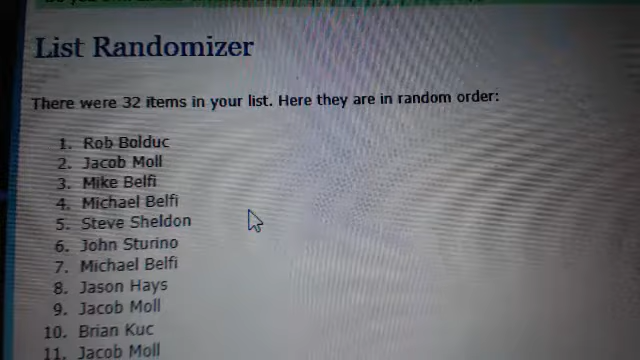 List Randomizer
There were 32 items in your list. Here they are in random order:
1. Rob Bolduc
2. Jacob Moll
3. Mike Belfi
4. Michael Belfi
5. Steve Sheldon
6. John Sturino
7. Michael Belfi
8. Jason Hays
9. Jacob Moll
10. Brian Kuc
11. Jacob Moll